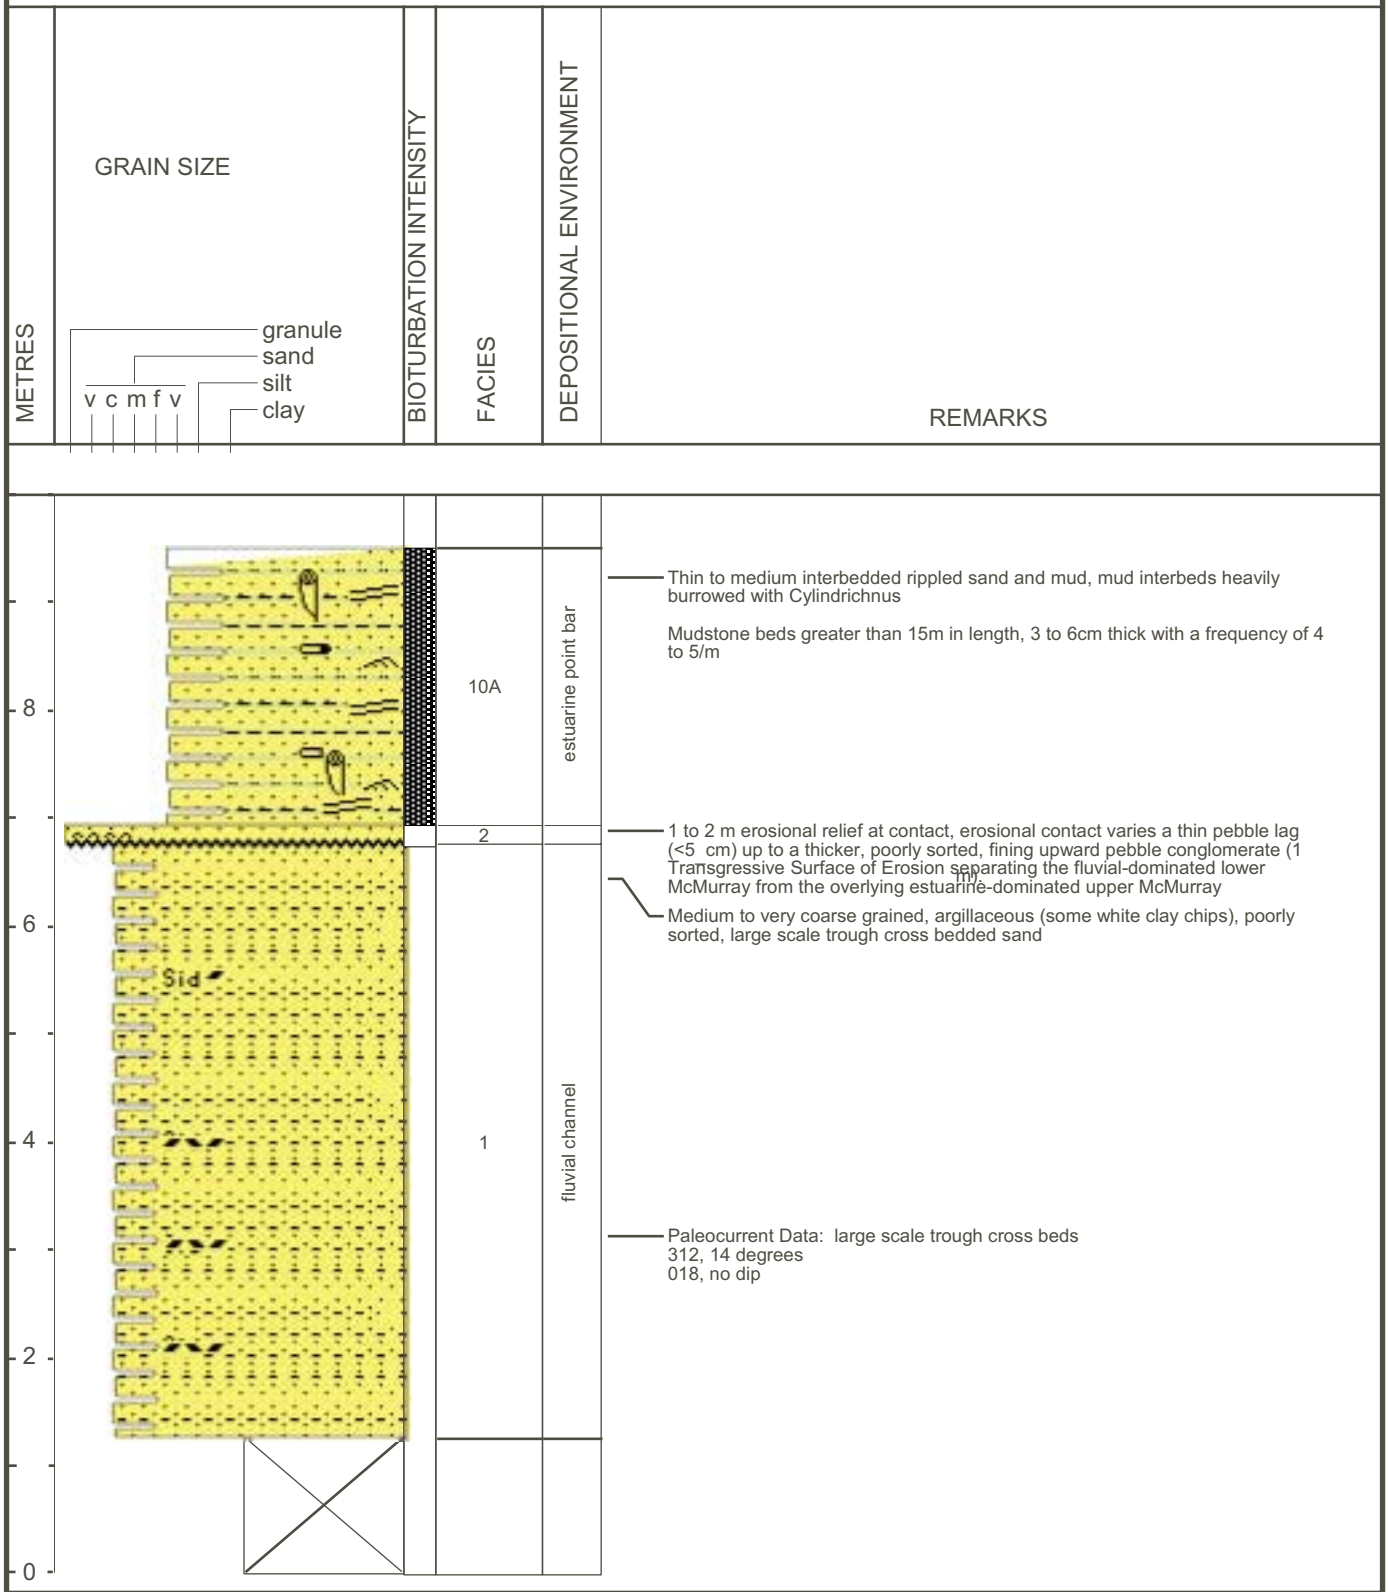 METRES
GRAIN SIZE
granule
sand
silt
clay
v c m f v
BIOTURBATION INTENSITY
FACIES
DEPOSITIONAL ENVIRONMENT
REMARKS
8
6
4
2
0
Sid
10A
2
1
estuarine point bar
fluvial channel
Thin to medium interbedded rippled sand and mud, mud interbeds heavily
burrowed with Cylindrichnus
Mudstone beds greater than 15m in length, 3 to 6cm thick with a frequency of 4
to 5/m
1 to 2 m erosional relief at contact, erosional contact varies a thin pebble lag
(<5 cm) up to a thicker, poorly sorted, fining upward pebble conglomerate (1
m).
Transgressive Surface of Erosion separating the fluvial-dominated lower
McMurray from the overlying estuarine-dominated upper McMurray
Medium to very coarse grained, argillaceous (some white clay chips), poorly
sorted, large scale trough cross bedded sand
Paleocurrent Data: large scale trough cross beds
312, 14 degrees
018, no dip